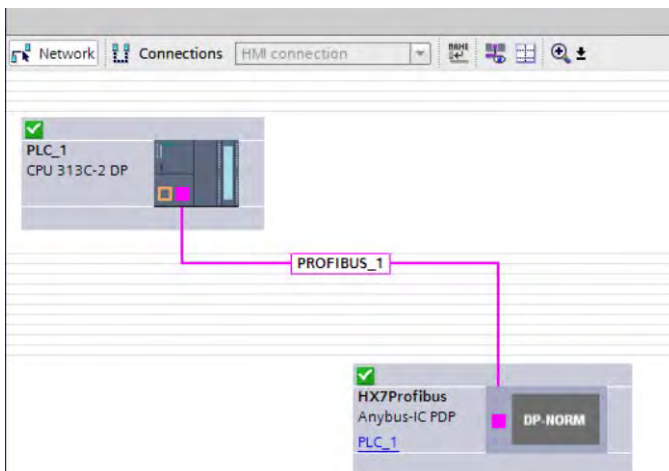 Network Connections HMI connection
PLC_1
CPU 313C-2 DP
PROFIBUS_1
HX7Profibus
Anybus-IC PDP
DP-NORM
PLC_1